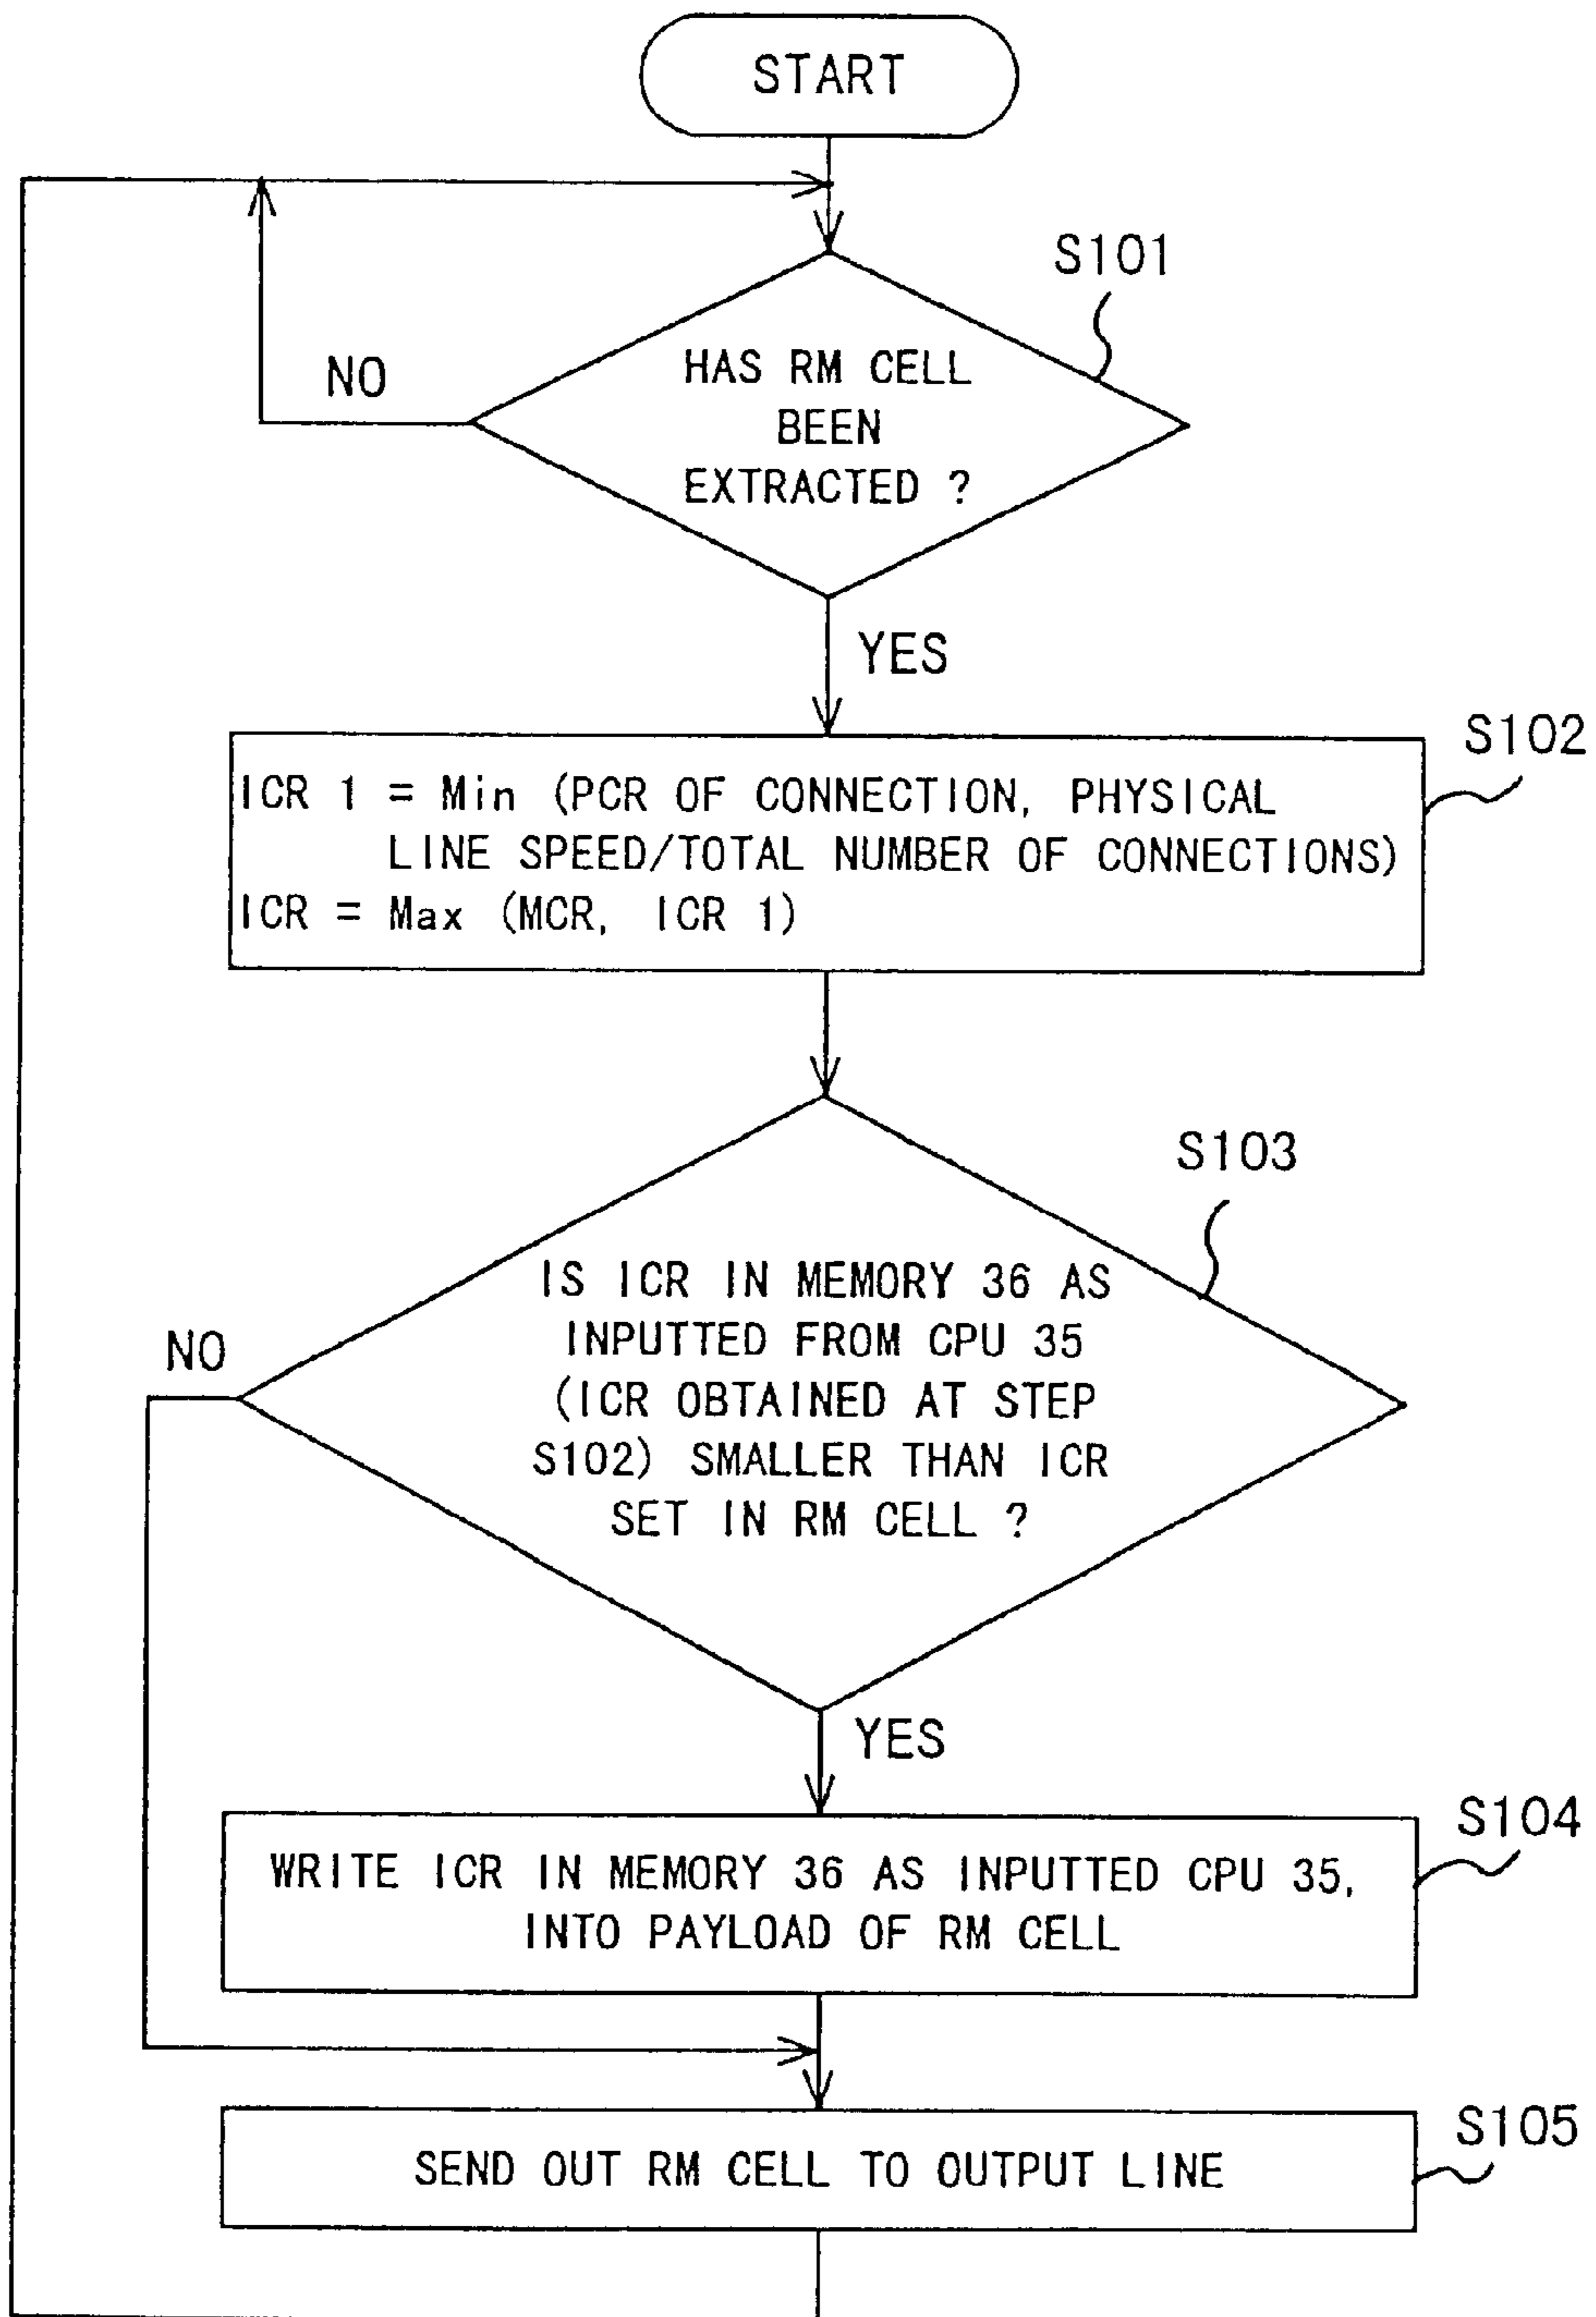 START
S101
HAS RM CELL
BEEN
EXTRACTED ?
NO
YES
S102
ICR 1 = Min (PCR OF CONNECTION, PHYSICAL
LINE SPEED/TOTAL NUMBER OF CONNECTIONS)
ICR = Max (MCR, ICR 1)
S103
IS ICR IN MEMORY 36 AS
INPUTTED FROM CPU 35
(ICR OBTAINED AT STEP
S102) SMALLER THAN ICR
SET IN RM CELL ?
NO
YES
S104
WRITE ICR IN MEMORY 36 AS INPUTTED CPU 35,
INTO PAYLOAD OF RM CELL
S105
SEND OUT RM CELL TO OUTPUT LINE